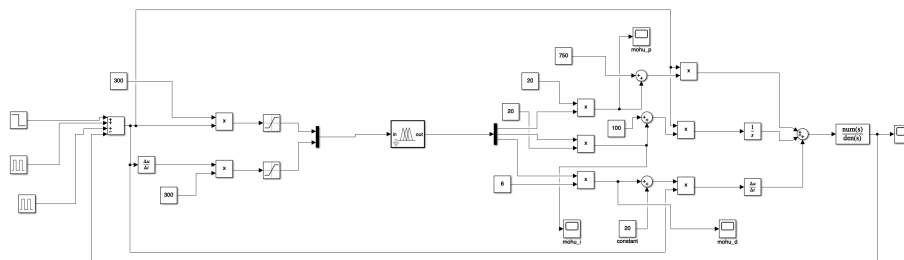 mohu_p
750
300
20
x
+
+
+
+
x
20
x
in
out
100
x
1
s
num(s)
den(s)
x
Δu
Δt
x
300
6
x
x
Δu
Δt
20
constant
mohu_i
mohu_d